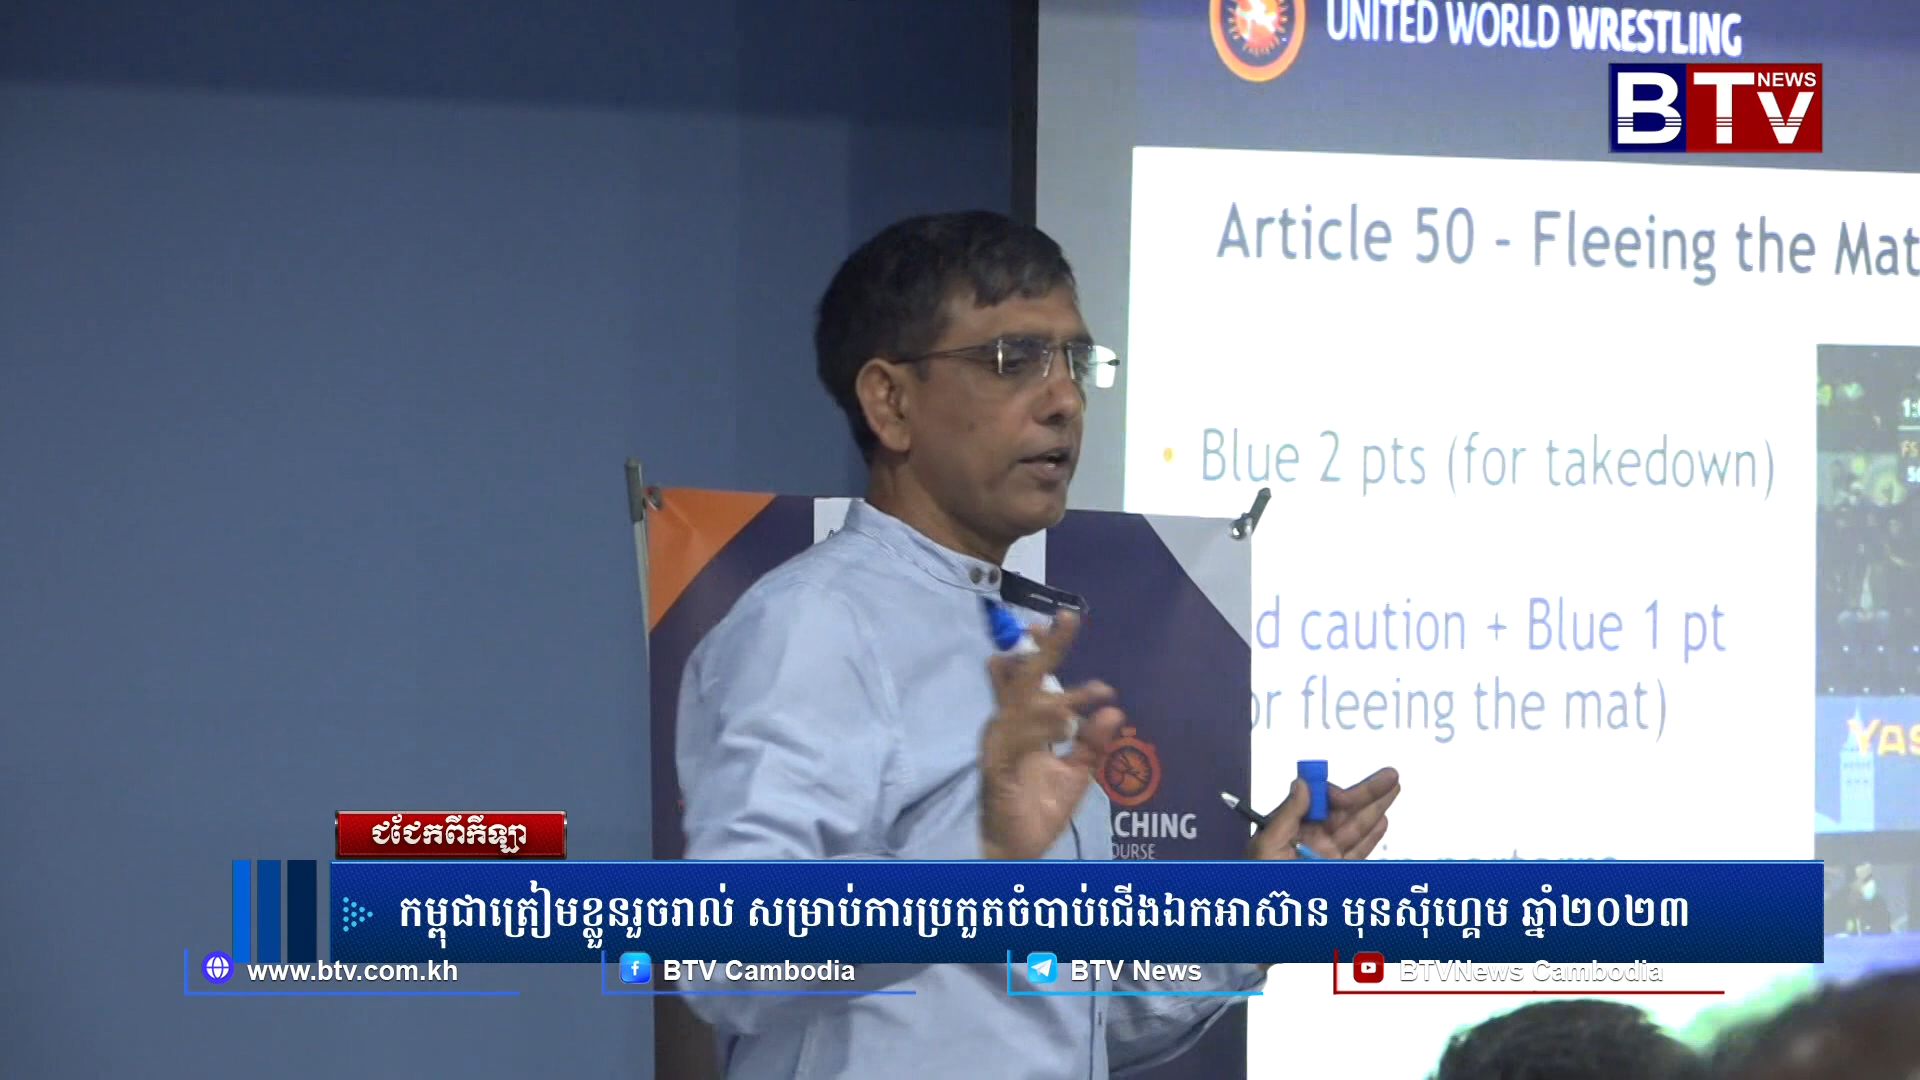 UNITED WORLD WRESTLING
BTV NEWS
Article 50 - Fleeing the Mat
• Blue 2 pts (for takedown)
d caution + Blue 1 pt
or fleeing the mat)
ACHING
OURSE
YAS
ជជែកពីកីឡា
កម្ពុជាត្រៀមខ្លួនរួចរាល់ សម្រាប់ការប្រកួតចំបាប់ជើងឯកអាស៊ាន មុនស៊ីហ្គេម ឆ្នាំ២០២៣
www.btv.com.kh
BTV Cambodia
BTV News
BTVNews Cambodia